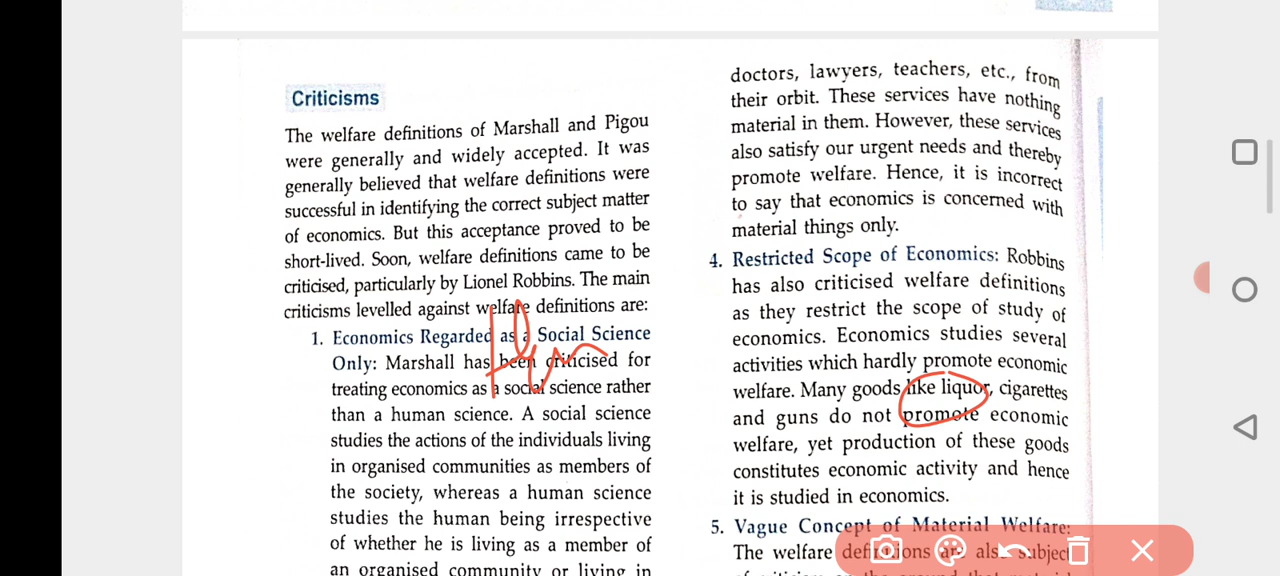 Criticisms
The welfare definitions of Marshall and Pigou
were generally and widely accepted. It was
generally believed that welfare definitions were
successful in identifying the correct subject matter
of economics. But this acceptance proved to be
short-lived. Soon, welfare definitions came to be
criticised, particularly by Lionel Robbins. The main
criticisms levelled against welfare definitions are:
1. Economics Regarded as a Social Science
Only: Marshall has been criticised for
treating economics as a social science rather
than a human science. A social science
studies the actions of the individuals living
in organised communities as members of
the society, whereas a human science
studies the human being irrespective
of whether he is living as a member of
an organised community or living in
doctors, lawyers, teachers, etc., from
their orbit. These services have nothing
material in them. However, these services
also satisfy our urgent needs and thereby
promote welfare. Hence, it is incorrect
to say that economics is concerned with
material things only.
4. Restricted Scope of Economics: Robbins
has also criticised welfare definitions
as they restrict the scope of study of
economics. Economics studies several
activities which hardly promote economic
welfare. Many goods like liquor, cigarettes
and guns do not promote economic
welfare, yet production of these goods
constitutes economic activity and hence
it is studied in economics.
5. Vague Concept of Material Welfare:
The welfare definitions are also subject